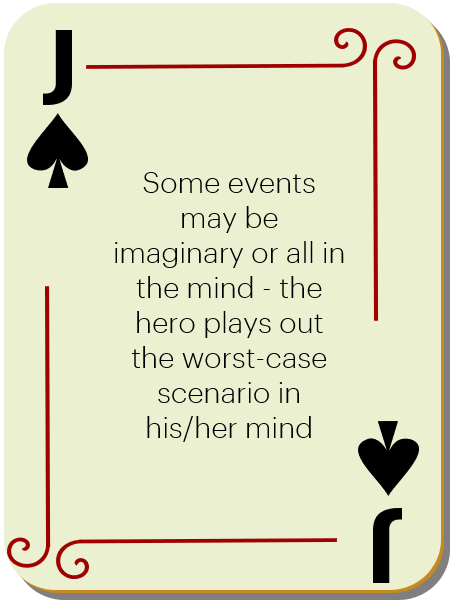 J
Some events
may be
imaginary or all in
the mind - the
hero plays out
the worst-case
scenario in
his/her mind
J